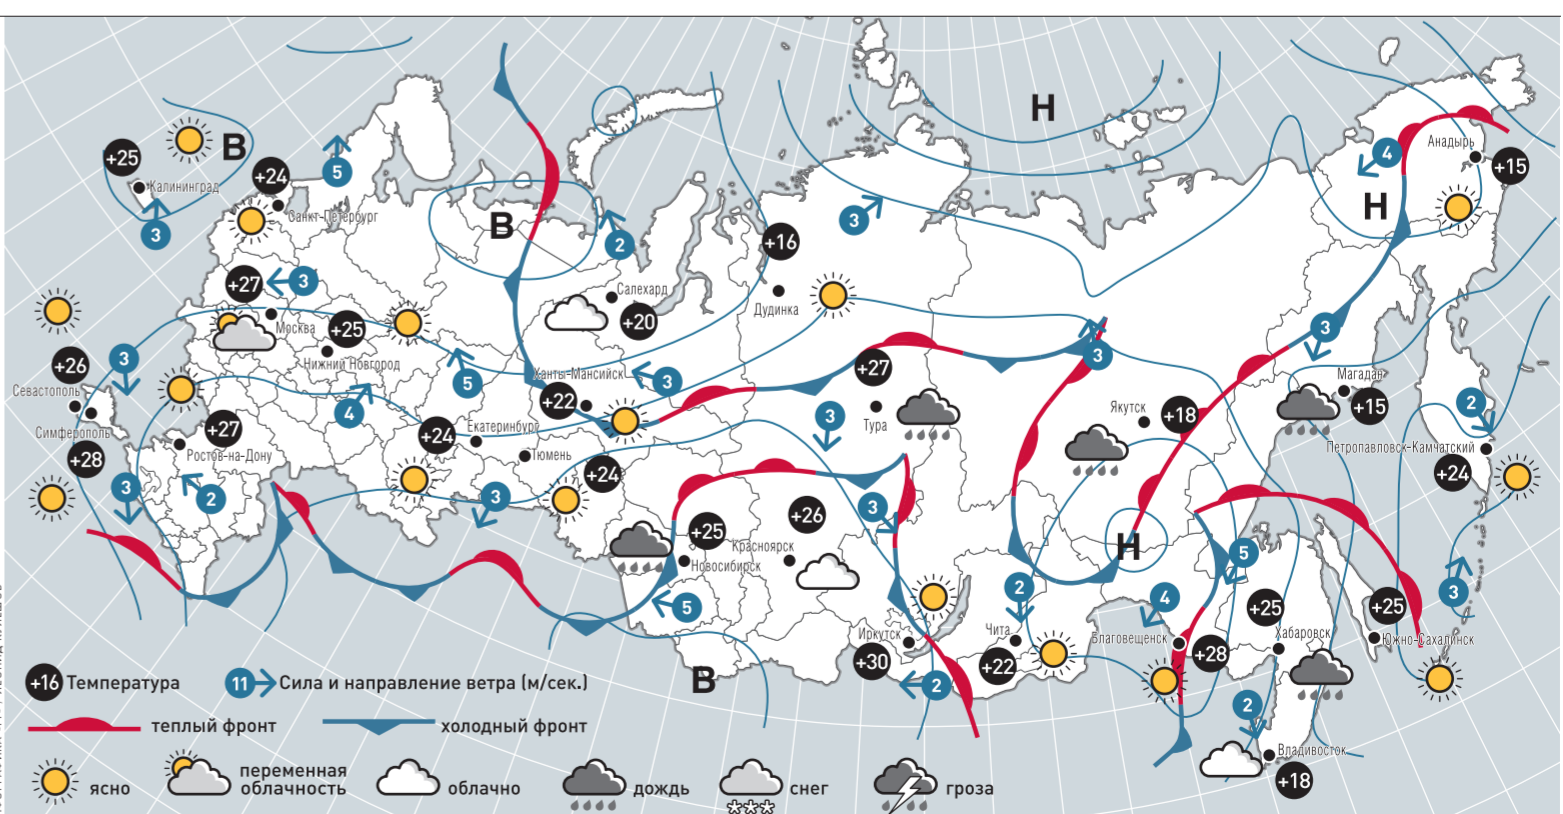 Н
В
+25
Калининград
3
+24
Санкт-Петербург
5
В
2
+16
3
Дудинка
4
Анадырь
+15
Н
+27
3
Москва
+25
Нижний Новгород
Салехард
+20
3
+26
Севастополь
Симферополь
+28
5
4
Ханты-Мансийск
3
+22
+24
Екатеринбург
Тюмень
+24
+27
Тура
3
3
Якутск
+18
3
Магадан
+15
2
Петропавловск-Камчатский
+24
+27
Ростов-на-Дону
3
2
3
+25
Новосибирск
+26
Красноярск
3
5
Н
5
2
4
3
Иркутск
+30
2
Чита
+22
Благовещенск
+28
+25
Хабаровск
+25
Южно-Сахалинск
2
Владивосток
+18
В
+16 Температура
11 Сила и направление ветра (м/сек.)
теплый фронт
холодный фронт
ясно
переменная
облачность
облачно
дождь
снег
гроза